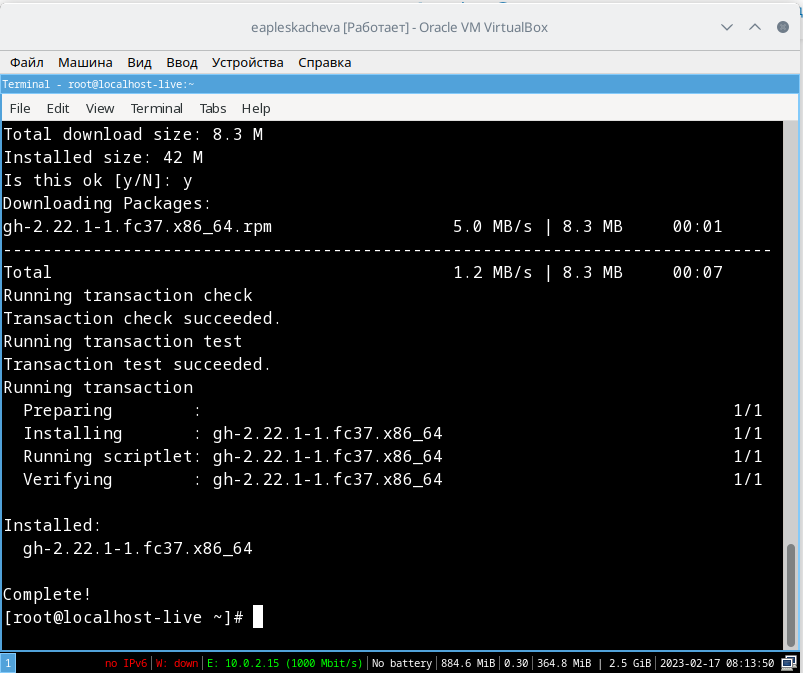 eapleskacheva [Работает] - Oracle VM VirtualBox
Файл Машина Вид Ввод Устройства Справка
Terminal - root@localhost-live:~
File Edit View Terminal Tabs Help
Total download size: 8.3 M
Installed size: 42 M
Is this ok [y/N]: y
Downloading Packages:
gh-2.22.1-1.fc37.x86_64.rpm 5.0 MB/s | 8.3 MB 00:01
--------------------------------------------------------------------------------
Total 1.2 MB/s | 8.3 MB 00:07
Running transaction check
Transaction check succeeded.
Running transaction test
Transaction test succeeded.
Running transaction
Preparing : 1/1
Installing : gh-2.22.1-1.fc37.x86_64 1/1
Running scriptlet: gh-2.22.1-1.fc37.x86_64 1/1
Verifying : gh-2.22.1-1.fc37.x86_64 1/1
Installed:
gh-2.22.1-1.fc37.x86_64
Complete!
[root@localhost-live ~]#
1 no IPv6|W: down|E: 10.0.2.15 (1000 Mbit/s)|No battery|884.6 MiB|0.30|364.8 MiB | 2.5 GiB|2023-02-17 08:13:50